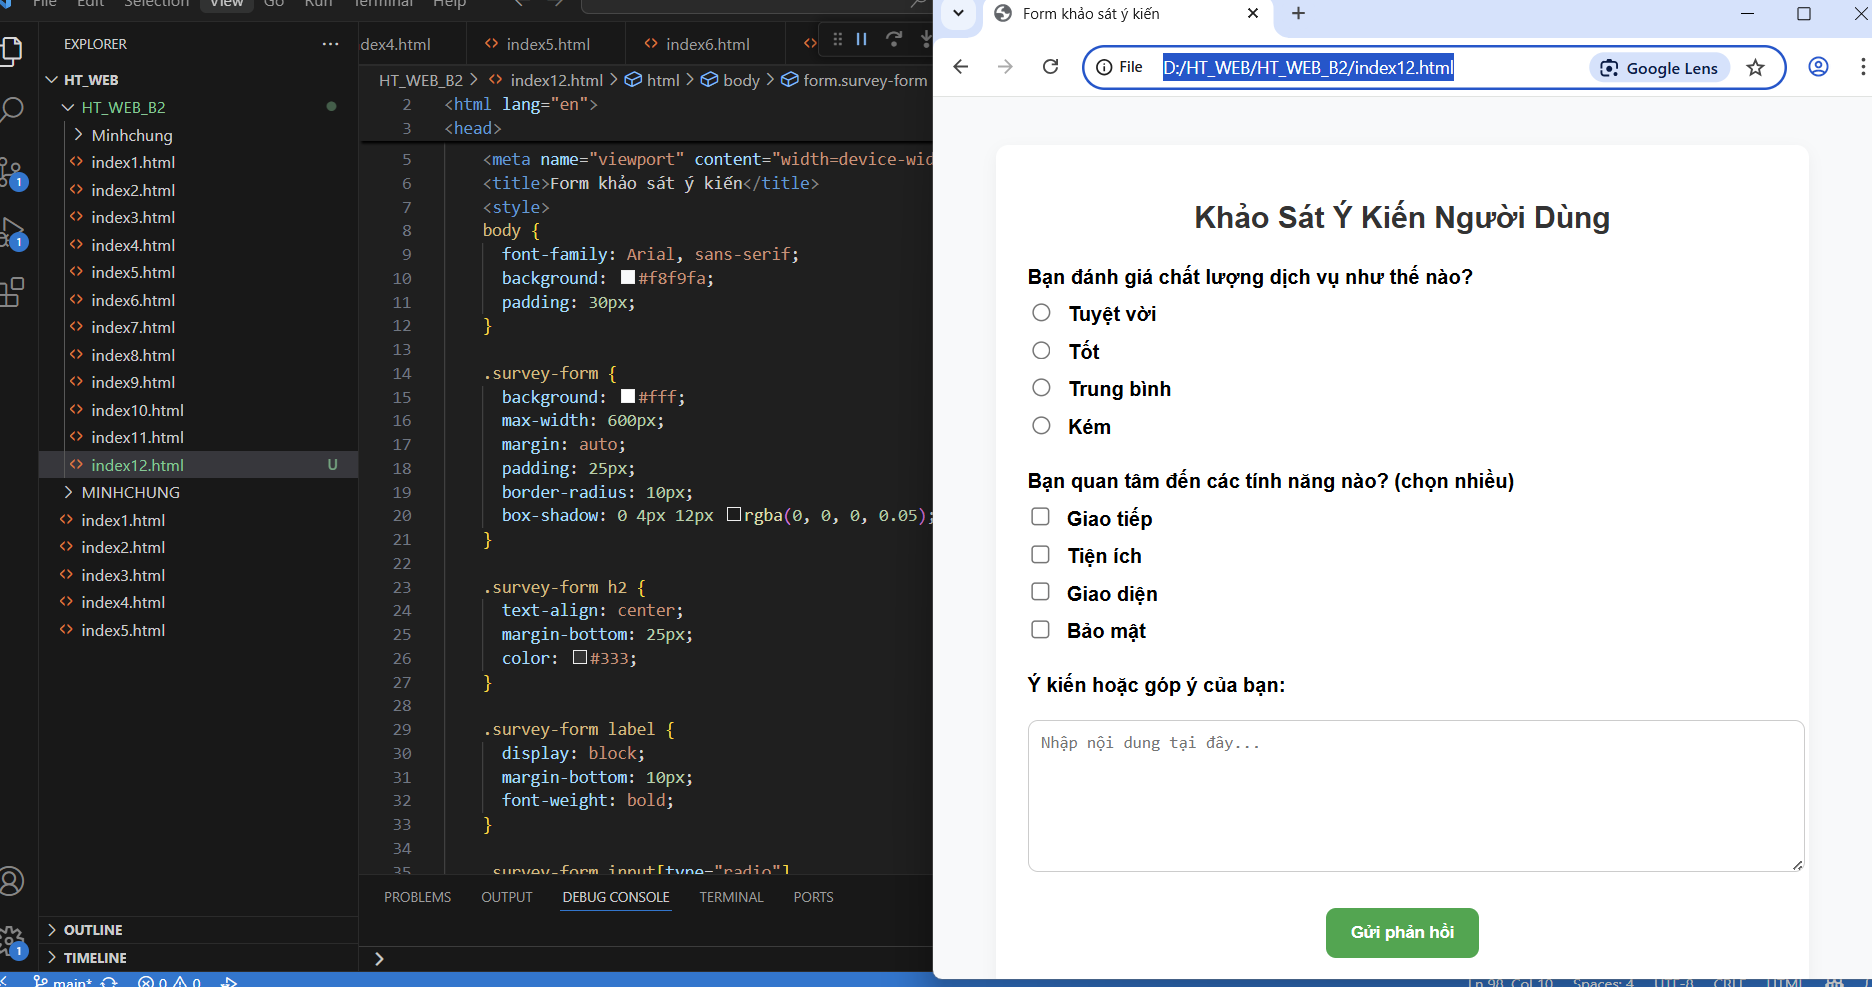 File Edit Selection View Go Run Terminal Help
EXPLORER
HT_WEB
HT_WEB_B2
Minhchung
index1.html
index2.html
index3.html
index4.html
index5.html
index6.html
index7.html
index8.html
index9.html
index10.html
index11.html
index12.html U
MINHCHUNG
index1.html
index2.html
index3.html
index4.html
index5.html
OUTLINE
TIMELINE
1
1
1
main* 0 0
dex4.html index5.html index6.html
HT_WEB_B2 > index12.html > html > body > form.survey-form
2 <html lang="en">
3 <head>
5 <meta name="viewport" content="width=device-wid
6 <title>Form khảo sát ý kiến</title>
7 <style>
8 body {
9 font-family: Arial, sans-serif;
10 background: #f8f9fa;
11 padding: 30px;
12 }
13
14 .survey-form {
15 background: #fff;
16 max-width: 600px;
17 margin: auto;
18 padding: 25px;
19 border-radius: 10px;
20 box-shadow: 0 4px 12px rgba(0, 0, 0, 0.05);
21 }
22
23 .survey-form h2 {
24 text-align: center;
25 margin-bottom: 25px;
26 color: #333;
27 }
28
29 .survey-form label {
30 display: block;
31 margin-bottom: 10px;
32 font-weight: bold;
33 }
34
35 .survey-form input[type="radio"]
PROBLEMS OUTPUT DEBUG CONSOLE TERMINAL PORTS
Form khảo sát ý kiến
File D:/HT_WEB/HT_WEB_B2/index12.html Google Lens
Khảo Sát Ý Kiến Người Dùng
Bạn đánh giá chất lượng dịch vụ như thế nào?
Tuyệt vời
Tốt
Trung bình
Kém
Bạn quan tâm đến các tính năng nào? (chọn nhiều)
Giao tiếp
Tiện ích
Giao diện
Bảo mật
Ý kiến hoặc góp ý của bạn:
Nhập nội dung tại đây...
Gửi phản hồi
Ln 98, Col 10 Spaces: 4 UTF-8 CRLF HTML